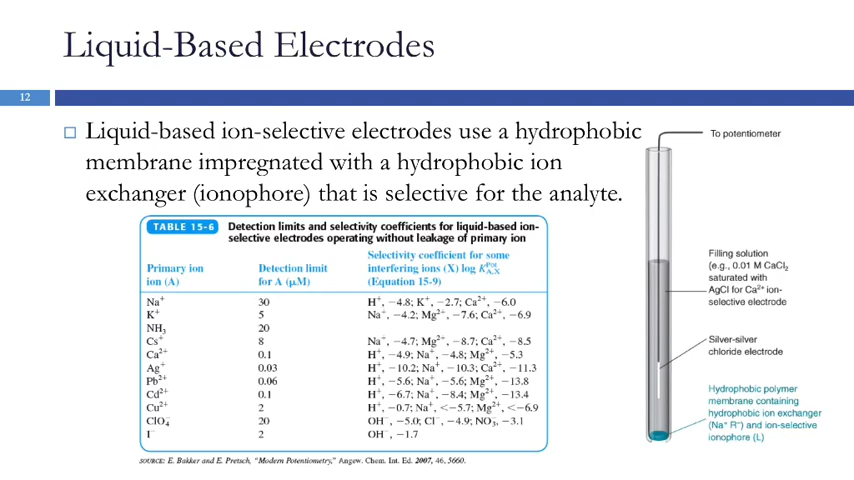 Liquid-Based Electrodes
12
□ Liquid-based ion-selective electrodes use a hydrophobic
membrane impregnated with a hydrophobic ion
exchanger (ionophore) that is selective for the analyte.
TABLE 15-6 Detection limits and selectivity coefficients for liquid-based ion-
selective electrodes operating without leakage of primary ion
Selectivity coefficient for some
Primary ion Detection limit interfering ions (X) log K^Pot_A,X
ion (A) for A (μM) (Equation 15-9)
Na⁺ 30 H⁺, −4.8; K⁺, −2.7; Ca²⁺, −6.0
K⁺ 5 Na⁺, −4.2; Mg²⁺, −7.6; Ca²⁺, −6.9
NH₃ 20
Cs⁺ 8 Na⁺, −4.7; Mg²⁺, −8.7; Ca²⁺, −8.5
Ca²⁺ 0.1 H⁺, −4.9; Na⁺, −4.8; Mg²⁺, −5.3
Ag⁺ 0.03 H⁺, −10.2; Na⁺, −10.3; Ca²⁺, −11.3
Pb²⁺ 0.06 H⁺, −5.6; Na⁺, −5.6; Mg²⁺, −13.8
Cd²⁺ 0.1 H⁺, −6.7; Na⁺, −8.4; Mg²⁺, −13.4
Cu²⁺ 2 H⁺, −0.7; Na⁺, <−5.7; Mg²⁺, <−6.9
ClO₄⁻ 20 OH⁻, −5.0; Cl⁻, −4.9; NO₃⁻, −3.1
I⁻ 2 OH⁻, −1.7
SOURCE: E. Bakker and E. Pretsch, "Modern Potentiometry," Angew. Chem. Int. Ed. 2007, 46, 5660.
To potentiometer
Filling solution
(e.g., 0.01 M CaCl₂
saturated with
AgCl for Ca²⁺ ion-
selective electrode)
Silver-silver
chloride electrode
Hydrophobic polymer
membrane containing
hydrophobic ion exchanger
(Na⁺ R⁻) and ion-selective
ionophore (L)